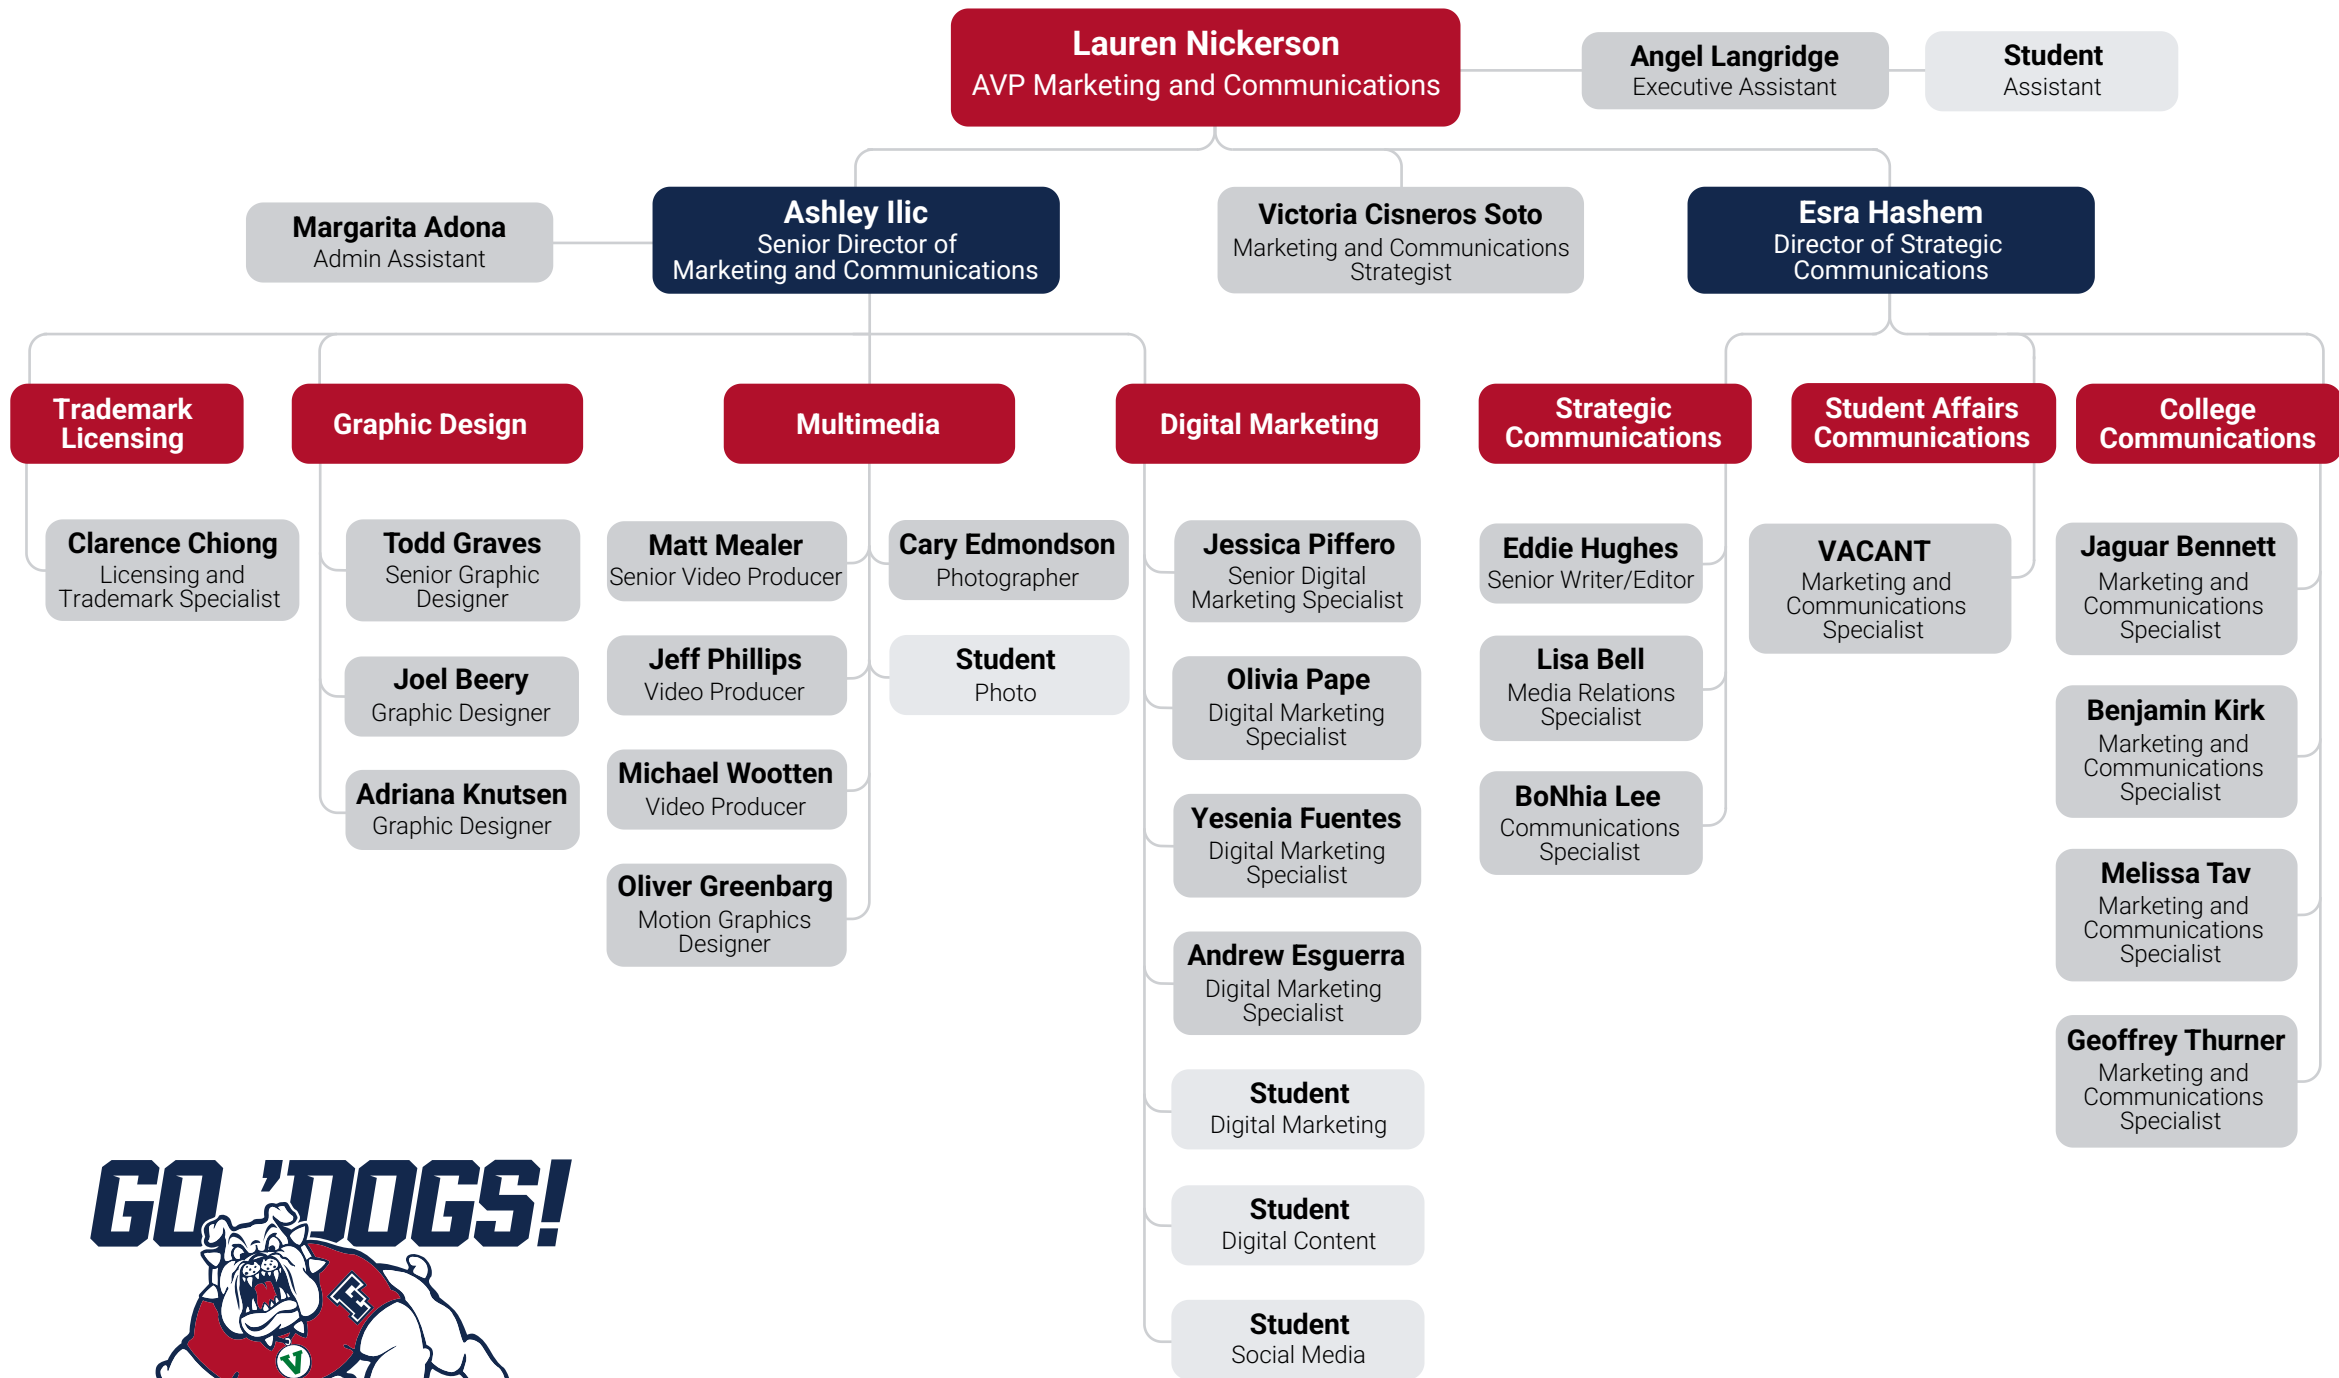 Lauren Nickerson
AVP Marketing and Communications
Angel Langridge
Executive Assistant
Student
Assistant
Margarita Adona
Admin Assistant
Ashley Ilic
Senior Director of
Marketing and Communications
Victoria Cisneros Soto
Marketing and Communications
Strategist
Esra Hashem
Director of Strategic
Communications
Trademark
Licensing
Clarence Chiong
Licensing and
Trademark Specialist
Graphic Design
Todd Graves
Senior Graphic
Designer
Joel Beery
Graphic Designer
Adriana Knutsen
Graphic Designer
Multimedia
Matt Mealer
Senior Video Producer
Jeff Phillips
Video Producer
Michael Wootten
Video Producer
Oliver Greenbarg
Motion Graphics
Designer
Cary Edmondson
Photographer
Student
Photo
Digital Marketing
Jessica Piffero
Senior Digital
Marketing Specialist
Olivia Pape
Digital Marketing
Specialist
Yesenia Fuentes
Digital Marketing
Specialist
Andrew Esguerra
Digital Marketing
Specialist
Student
Digital Marketing
Student
Digital Content
Student
Social Media
Strategic
Communications
Eddie Hughes
Senior Writer/Editor
Lisa Bell
Media Relations
Specialist
BoNhia Lee
Communications
Specialist
Student Affairs
Communications
VACANT
Marketing and
Communications
Specialist
College
Communications
Jaguar Bennett
Marketing and
Communications
Specialist
Benjamin Kirk
Marketing and
Communications
Specialist
Melissa Tav
Marketing and
Communications
Specialist
Geoffrey Thurner
Marketing and
Communications
Specialist
GO 'DOGS!
F
V